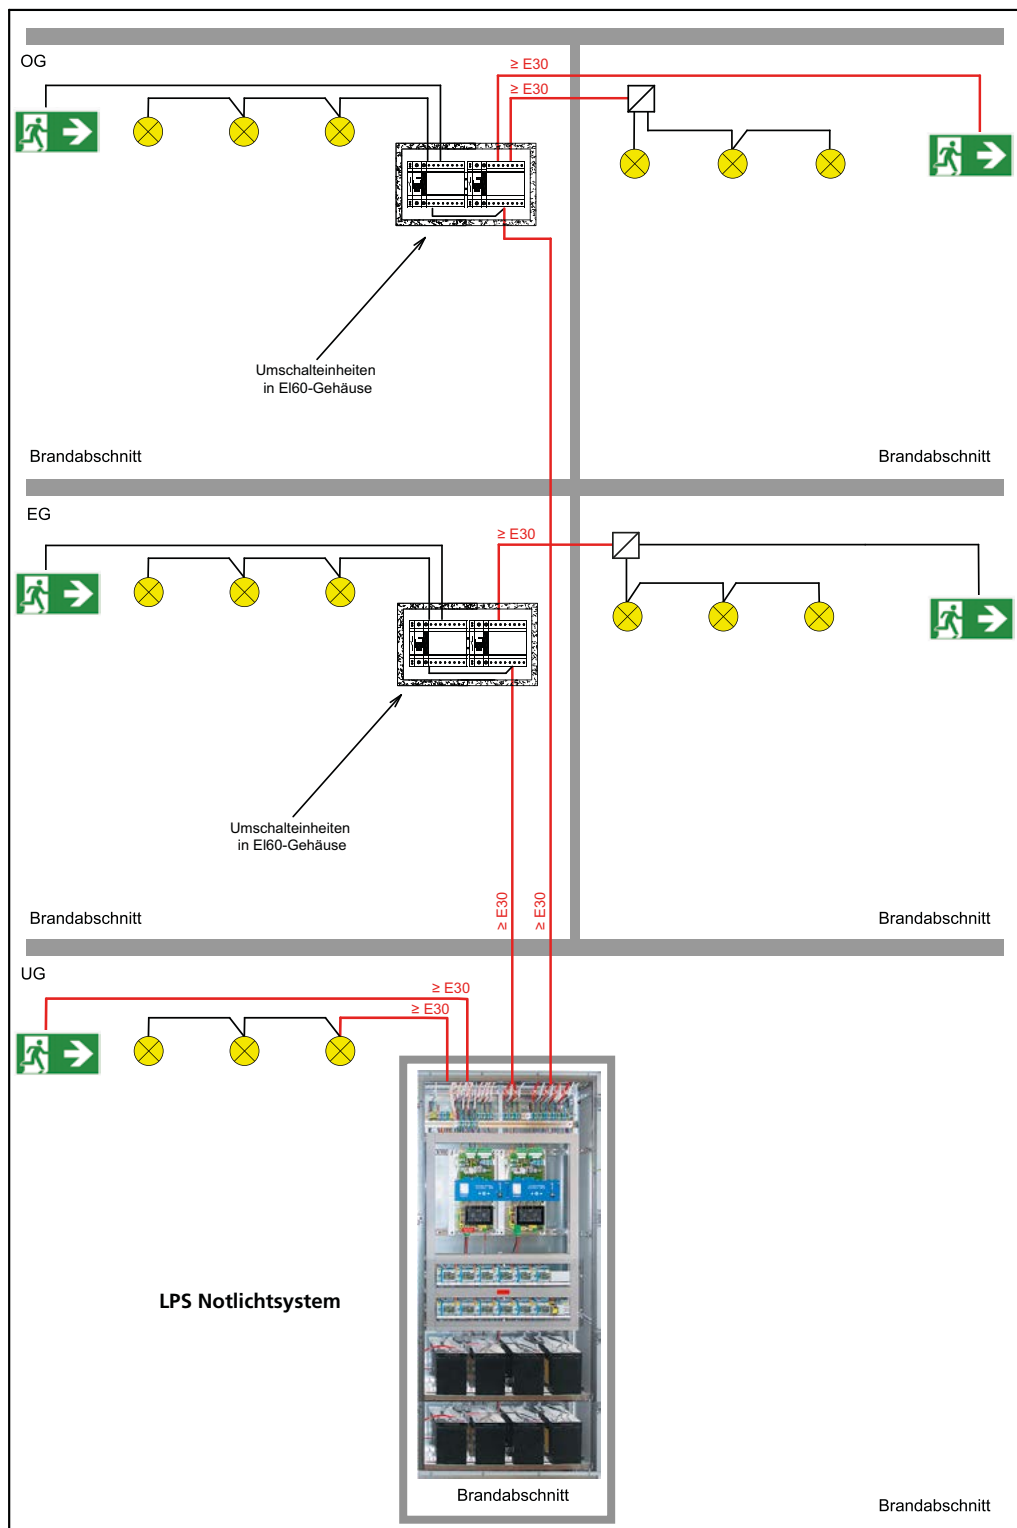 OG
≥ E30
≥ E30
Umschalteinheiten
in EI60-Gehäuse
Brandabschnitt
Brandabschnitt
EG
≥ E30
Umschalteinheiten
in EI60-Gehäuse
≥ E30
≥ E30
Brandabschnitt
Brandabschnitt
UG
≥ E30
≥ E30
LPS Notlichtsystem
Brandabschnitt
Brandabschnitt